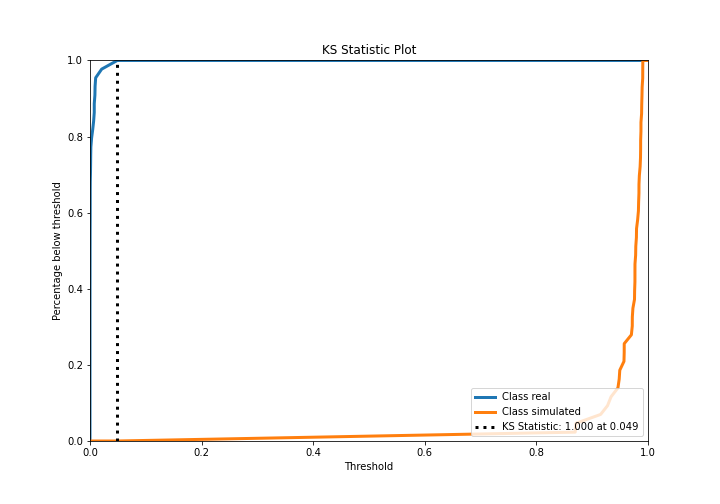 KS Statistic Plot
1.0
0.8
0.6
0.4
0.2
0.0
Percentage below threshold
0.0 0.2 0.4 0.6 0.8 1.0
Threshold
Class real
Class simulated
KS Statistic: 1.000 at 0.049